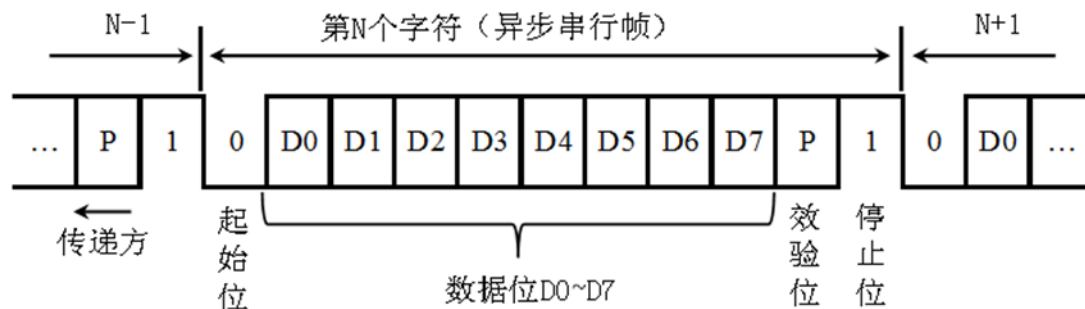 N-1 第N个字符（异步串行帧） N+1
… P 1 0 D0 D1 D2 D3 D4 D5 D6 D7 P 1 0 D0 …
传递方
起始位
数据位D0~D7
效验位
停止位